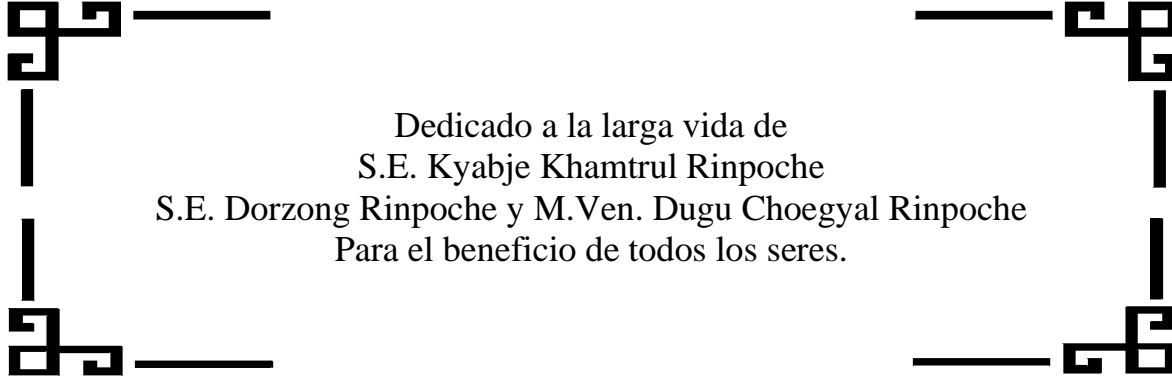 Dedicado a la larga vida de
S.E. Kyabje Khamtrul Rinpoche
S.E. Dorzong Rinpoche y M.Ven. Dugu Choegyal Rinpoche
Para el beneficio de todos los seres.